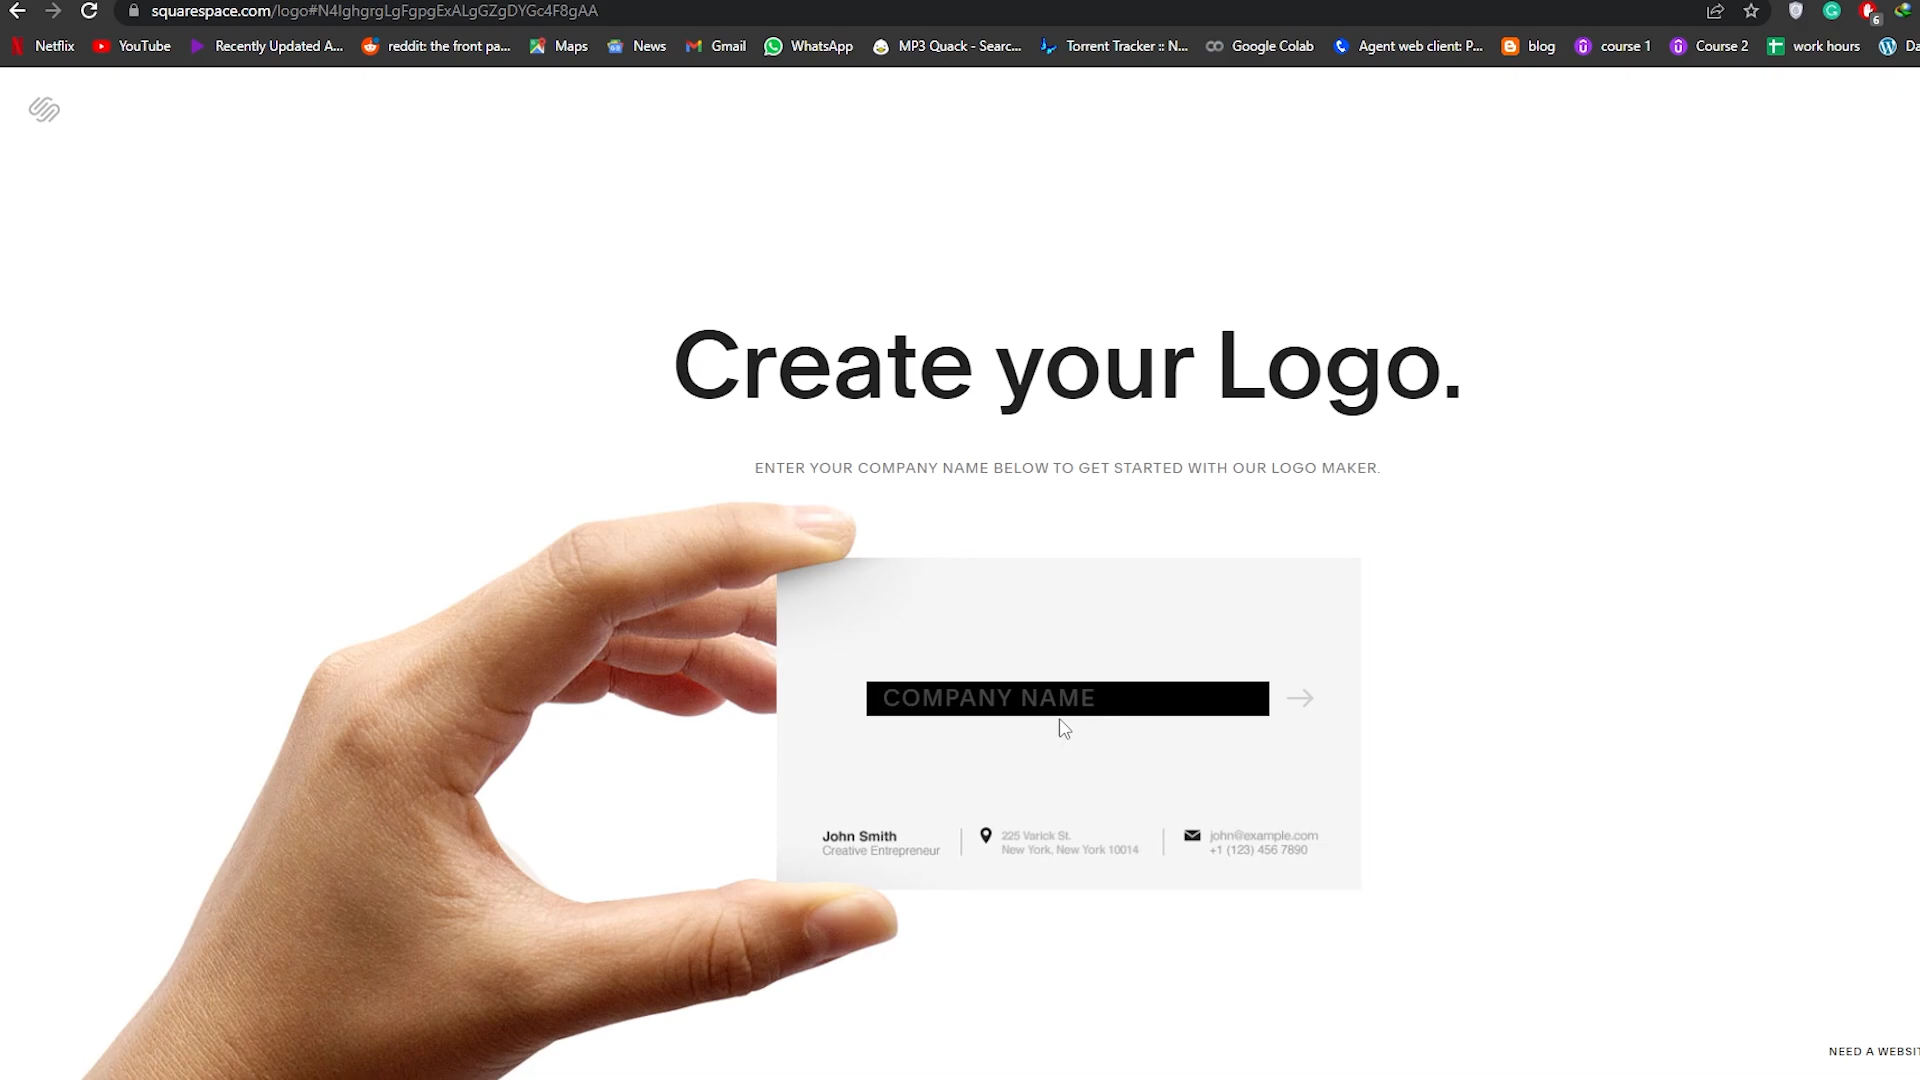 squarespace.com/logo#N4IghgrgLgFgpgExALgGZgDYGc4F8gAA
6
Netflix YouTube Recently Updated A... reddit: the front pa... Maps News Gmail WhatsApp MP3 Quack - Searc... Torrent Tracker :: N... Google Colab Agent web client: P... blog course 1 Course 2 work hours Da
Create your Logo.
ENTER YOUR COMPANY NAME BELOW TO GET STARTED WITH OUR LOGO MAKER.
COMPANY NAME
John Smith
Creative Entrepreneur
225 Varick St.
New York, New York 10014
john@example.com
+1 (123) 456 7890
NEED A WEBSIT